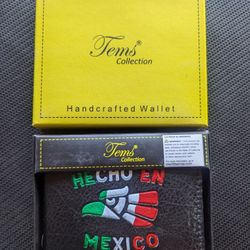 Tems®
Collection
Handcrafted Wallet
Tems®
Collection
HECHO EN
MEXICO